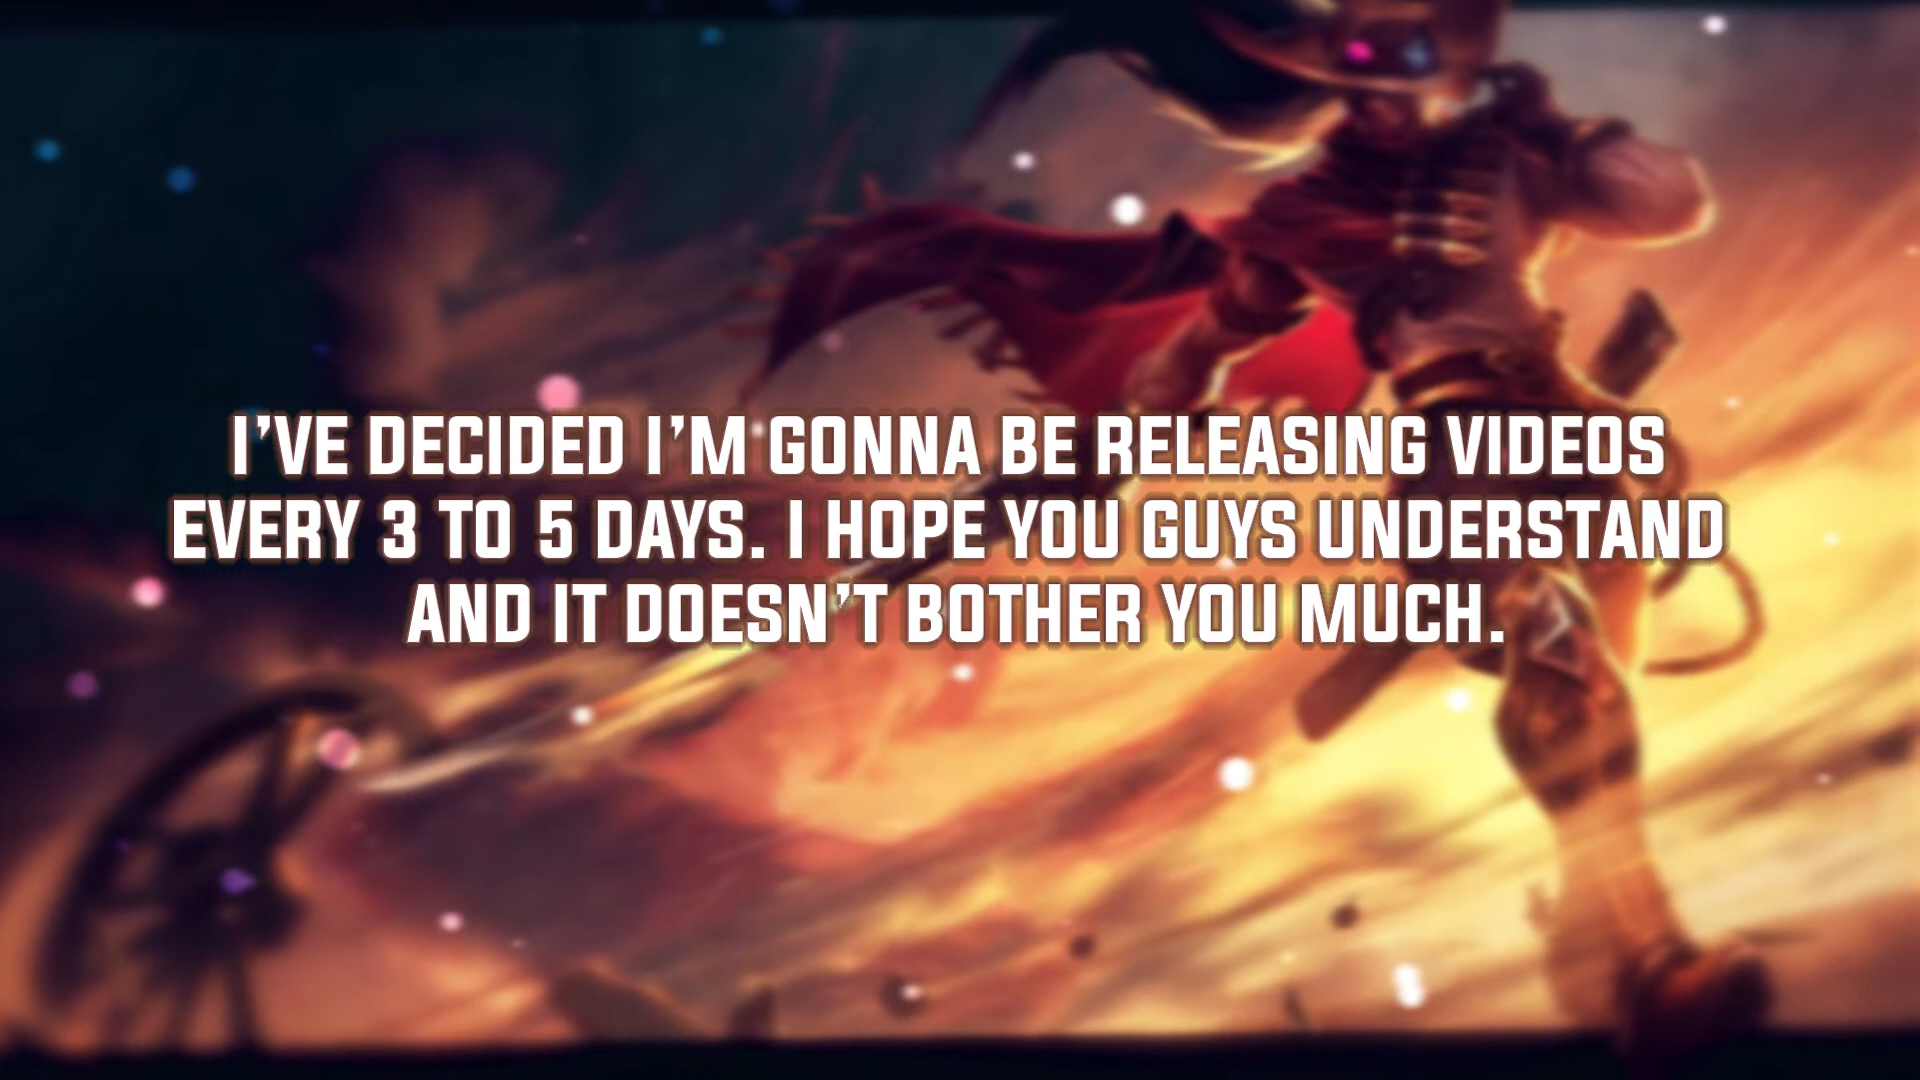 I'VE DECIDED I'M GONNA BE RELEASING VIDEOS
EVERY 3 TO 5 DAYS. I HOPE YOU GUYS UNDERSTAND
AND IT DOESN'T BOTHER YOU MUCH.